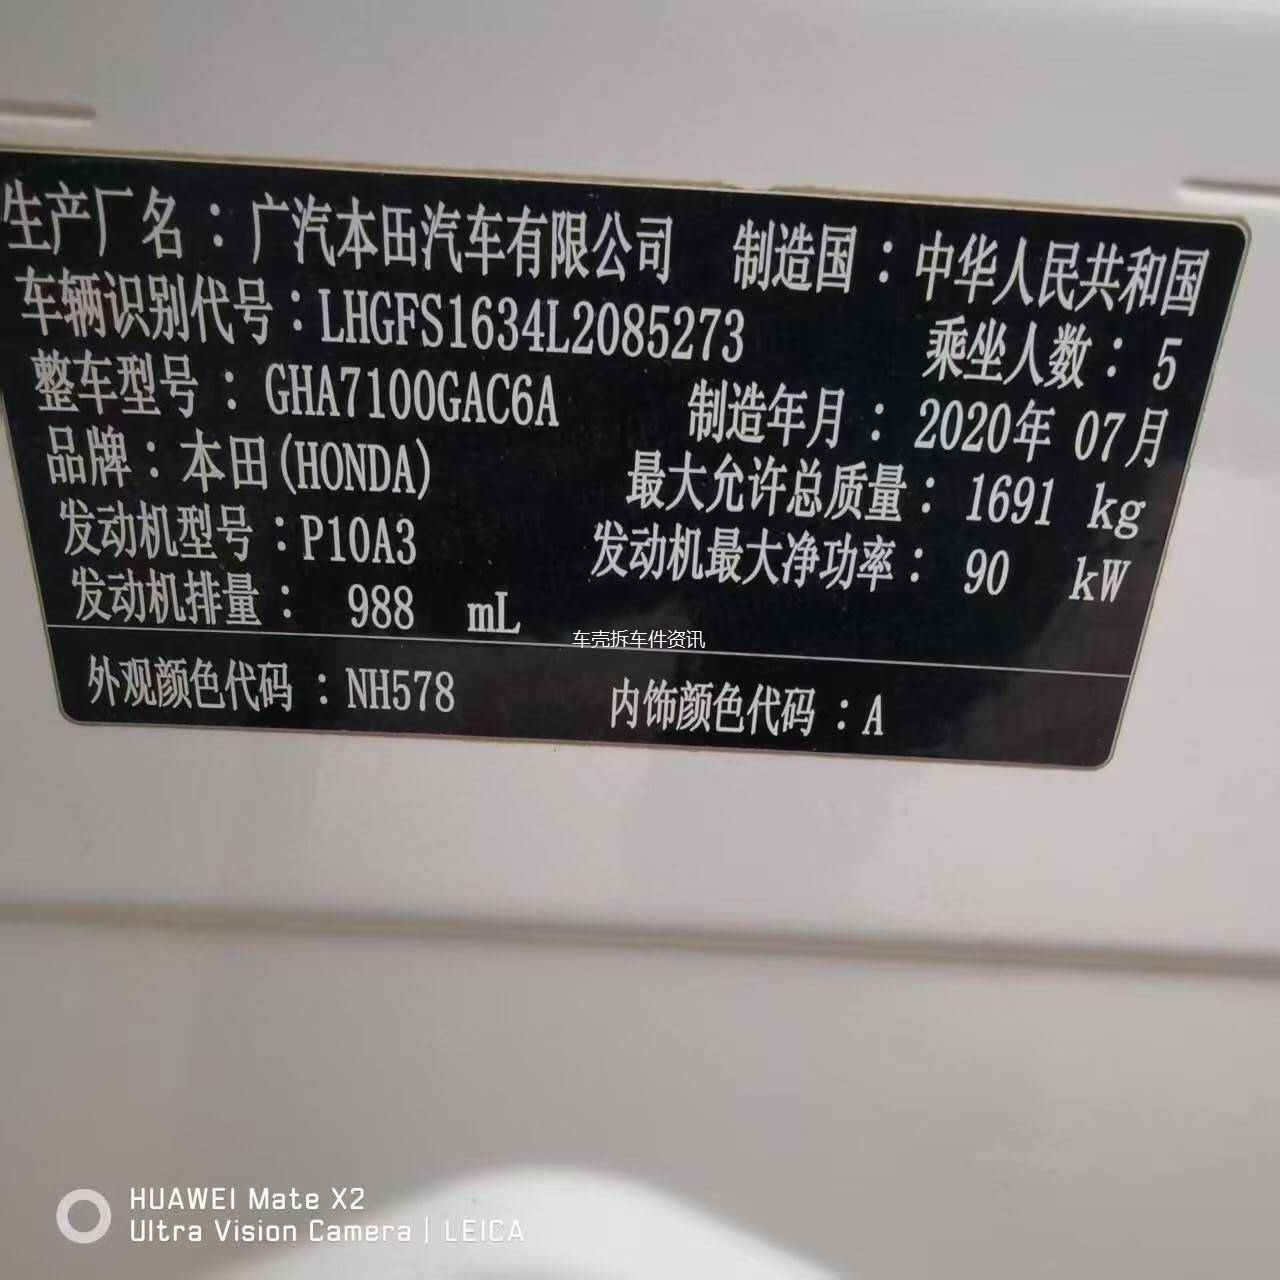 生产厂名：广汽本田汽车有限公司 制造国：中华人民共和国
车辆识别代号：LHGFS1634L2085273 乘坐人数：5
整车型号：GHA7100GAC6A 制造年月：2020年 07月
品牌：本田(HONDA) 最大允许总质量：1691 kg
发动机型号：P10A3 发动机最大净功率：90 kW
发动机排量：988 mL
车壳拆车件资讯
外观颜色代码：NH578 内饰颜色代码：A
HUAWEI Mate X2
Ultra Vision Camera | LEICA